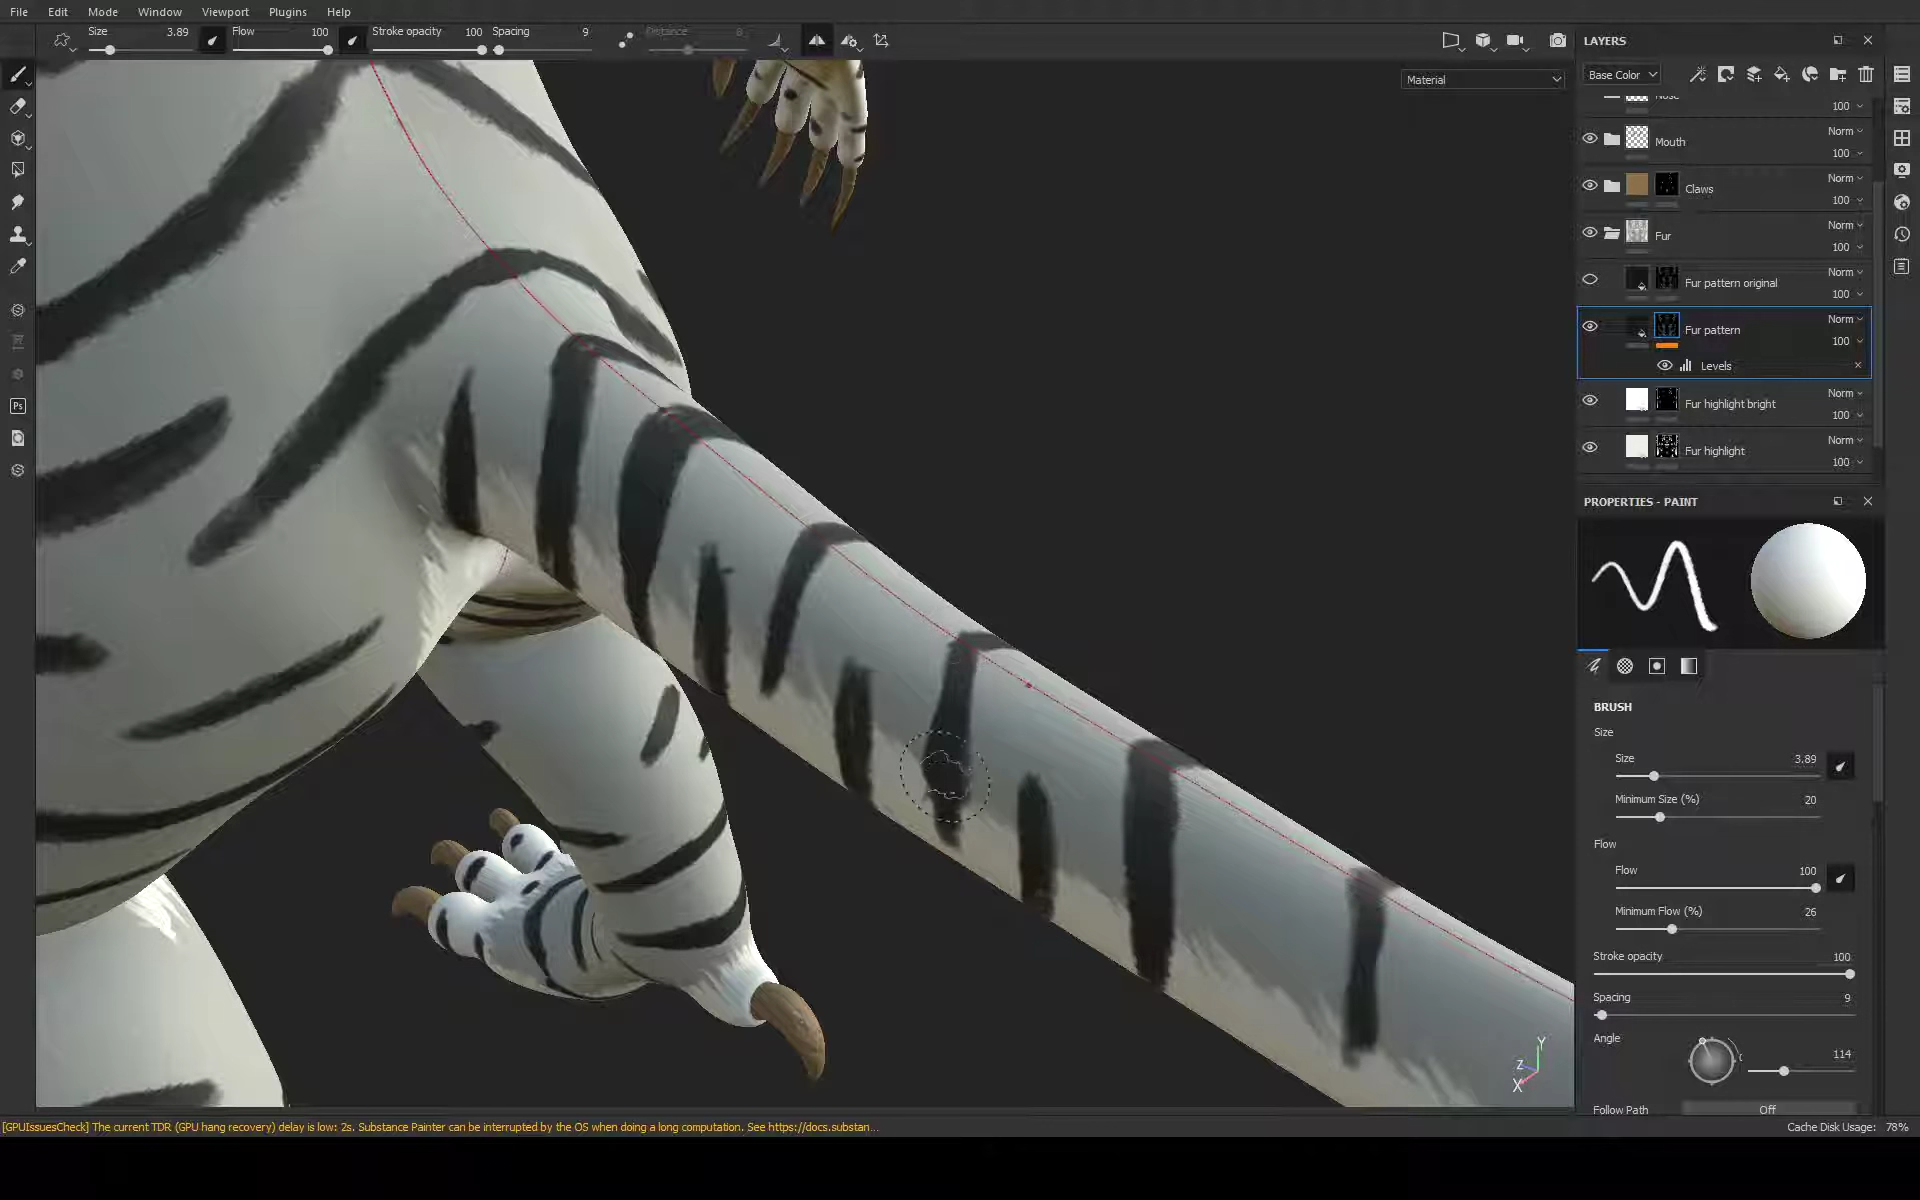 File Edit Mode Window Viewport Plugins Help
Size 3.89 Flow 100 Stroke opacity 100 Spacing 9 Distance 8
Material
LAYERS
Base Color
Nose
100
Mouth Norm
100
Claws Norm
100
Fur Norm
100
Fur pattern original Norm
100
Fur pattern Norm
100
Levels
Fur highlight bright Norm
100
Fur highlight Norm
100
PROPERTIES - PAINT
BRUSH
Size
Size 3.89
Minimum Size (%) 20
Flow
Flow 100
Minimum Flow (%) 26
Stroke opacity 100
Spacing 9
Angle
114
Follow Path Off
Ps
Y
Z
X
[GPUIssuesCheck] The current TDR (GPU hang recovery) delay is low: 2s. Substance Painter can be interrupted by the OS when doing a long computation. See https://docs.substan...
Cache Disk Usage: 78%